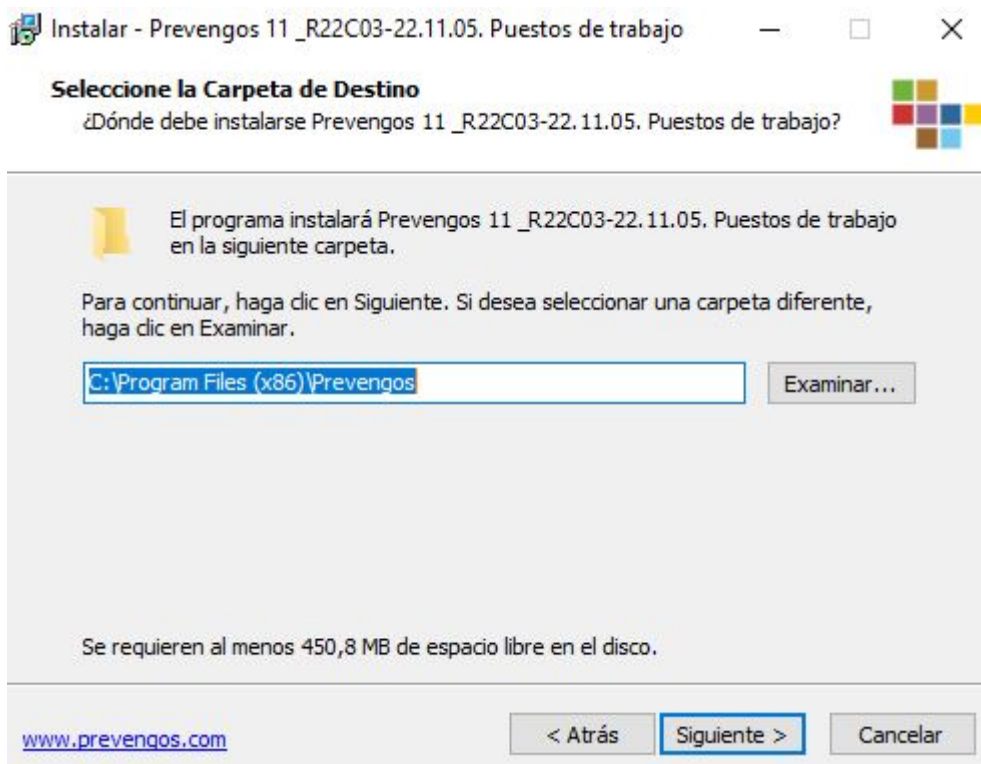 Instalar - Prevengos 11 _R22C03-22.11.05. Puestos de trabajo
Seleccione la Carpeta de Destino
¿Dónde debe instalarse Prevengos 11 _R22C03-22.11.05. Puestos de trabajo?
El programa instalará Prevengos 11 _R22C03-22.11.05. Puestos de trabajo
en la siguiente carpeta.
Para continuar, haga clic en Siguiente. Si desea seleccionar una carpeta diferente,
haga clic en Examinar.
C:\Program Files (x86)\Prevengos
Examinar...
Se requieren al menos 450,8 MB de espacio libre en el disco.
www.prevengos.com
< Atrás
Siguiente >
Cancelar